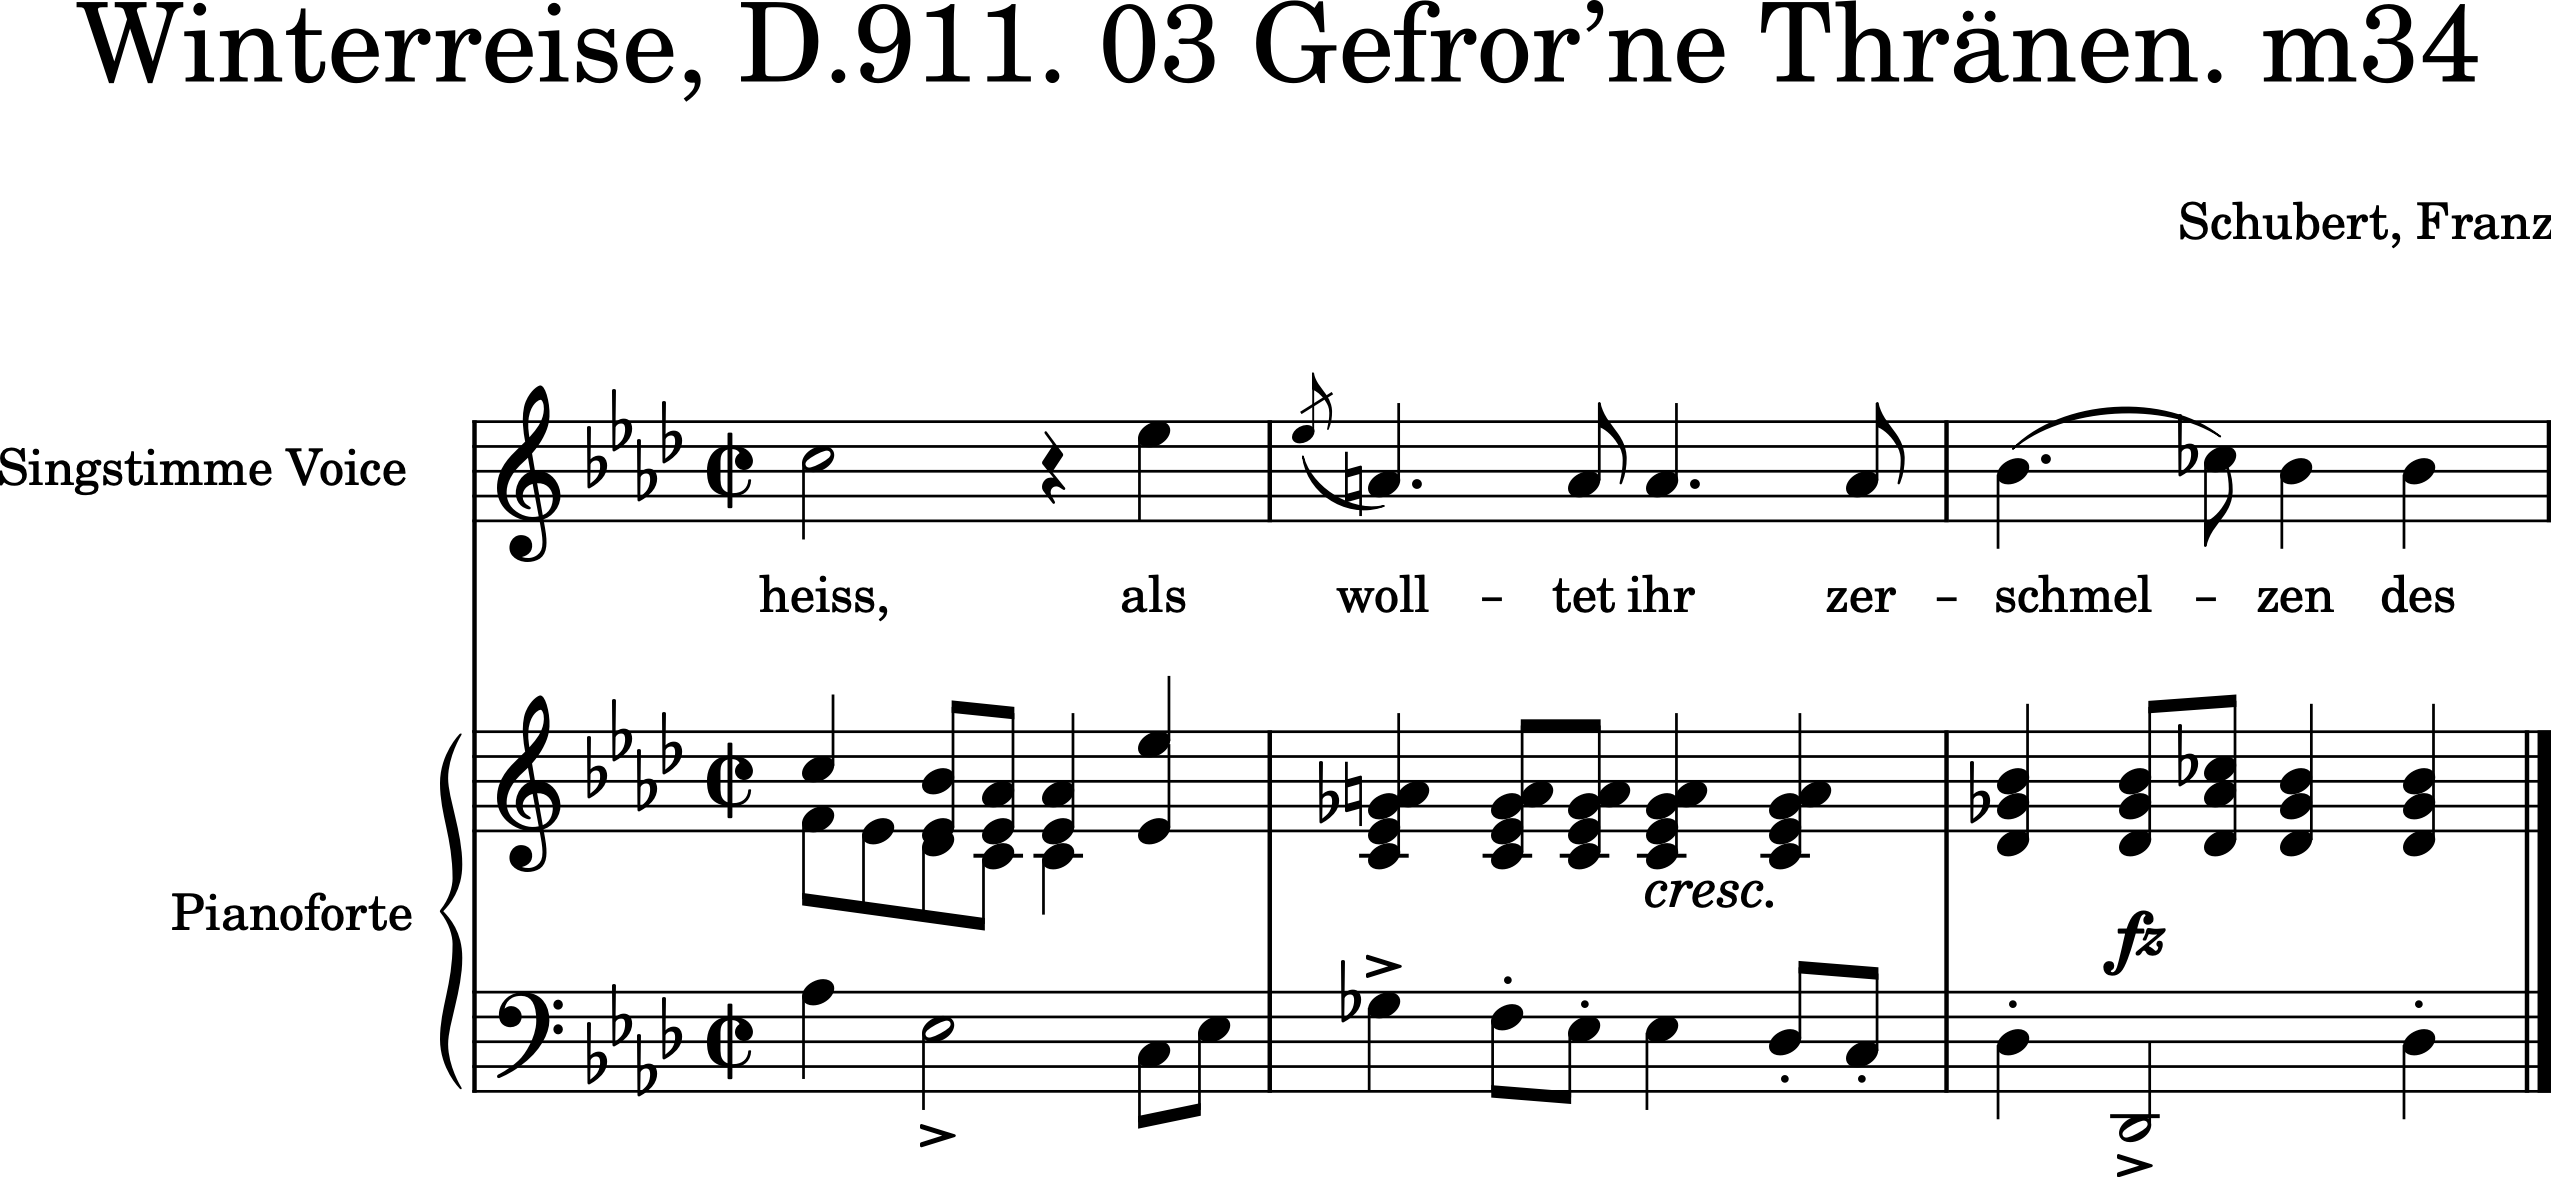 Winterreise, D.911. 03 Gefror’ne Thränen. m34
Schubert, Franz
Singstimme Voice
heiss, als woll - tet ihr zer - schmel - zen des
Pianoforte
cresc.
fz